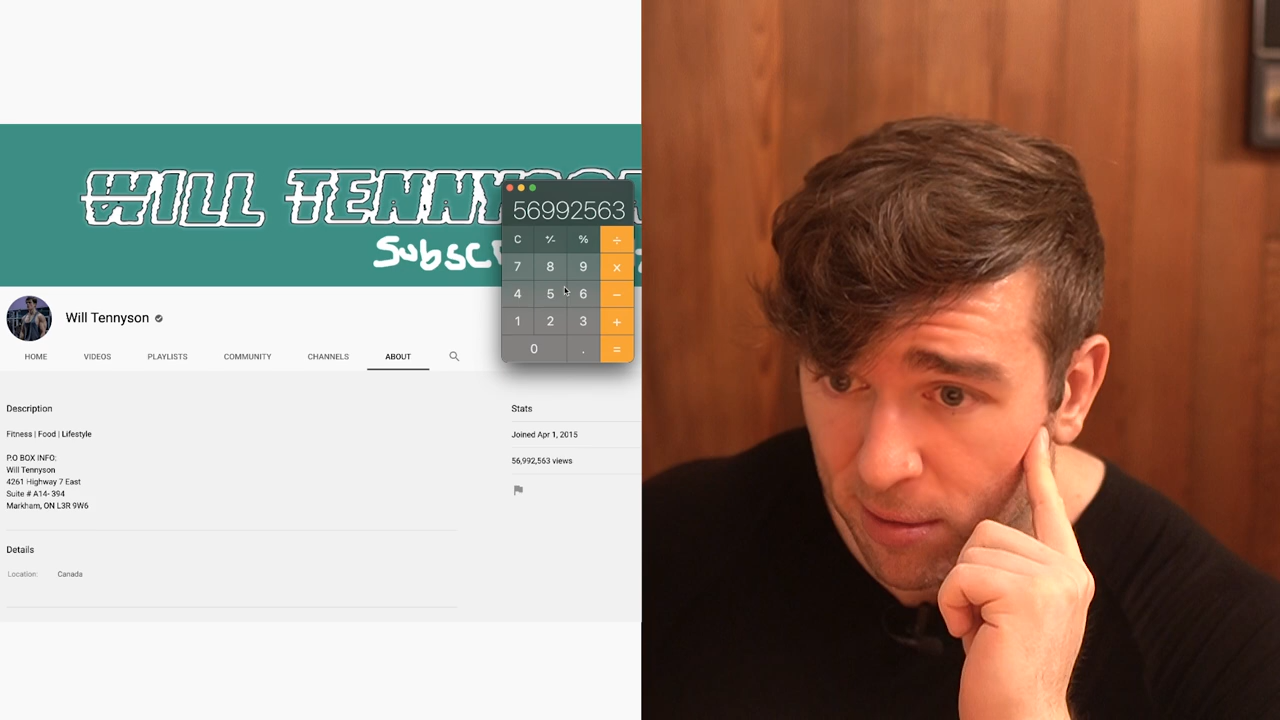 WILL TENNYSON
SUBSC
56992563
C +/- % ÷
7 8 9 x
4 5 6 −
1 2 3 +
0 . =
Will Tennyson
HOME VIDEOS PLAYLISTS COMMUNITY CHANNELS ABOUT
Description
Fitness | Food | Lifestyle
P.O BOX INFO:
Will Tennyson
4261 Highway 7 East
Suite # A14- 394
Markham, ON L3R 9W6
Details
Location: Canada
Stats
Joined Apr 1, 2015
56,992,563 views